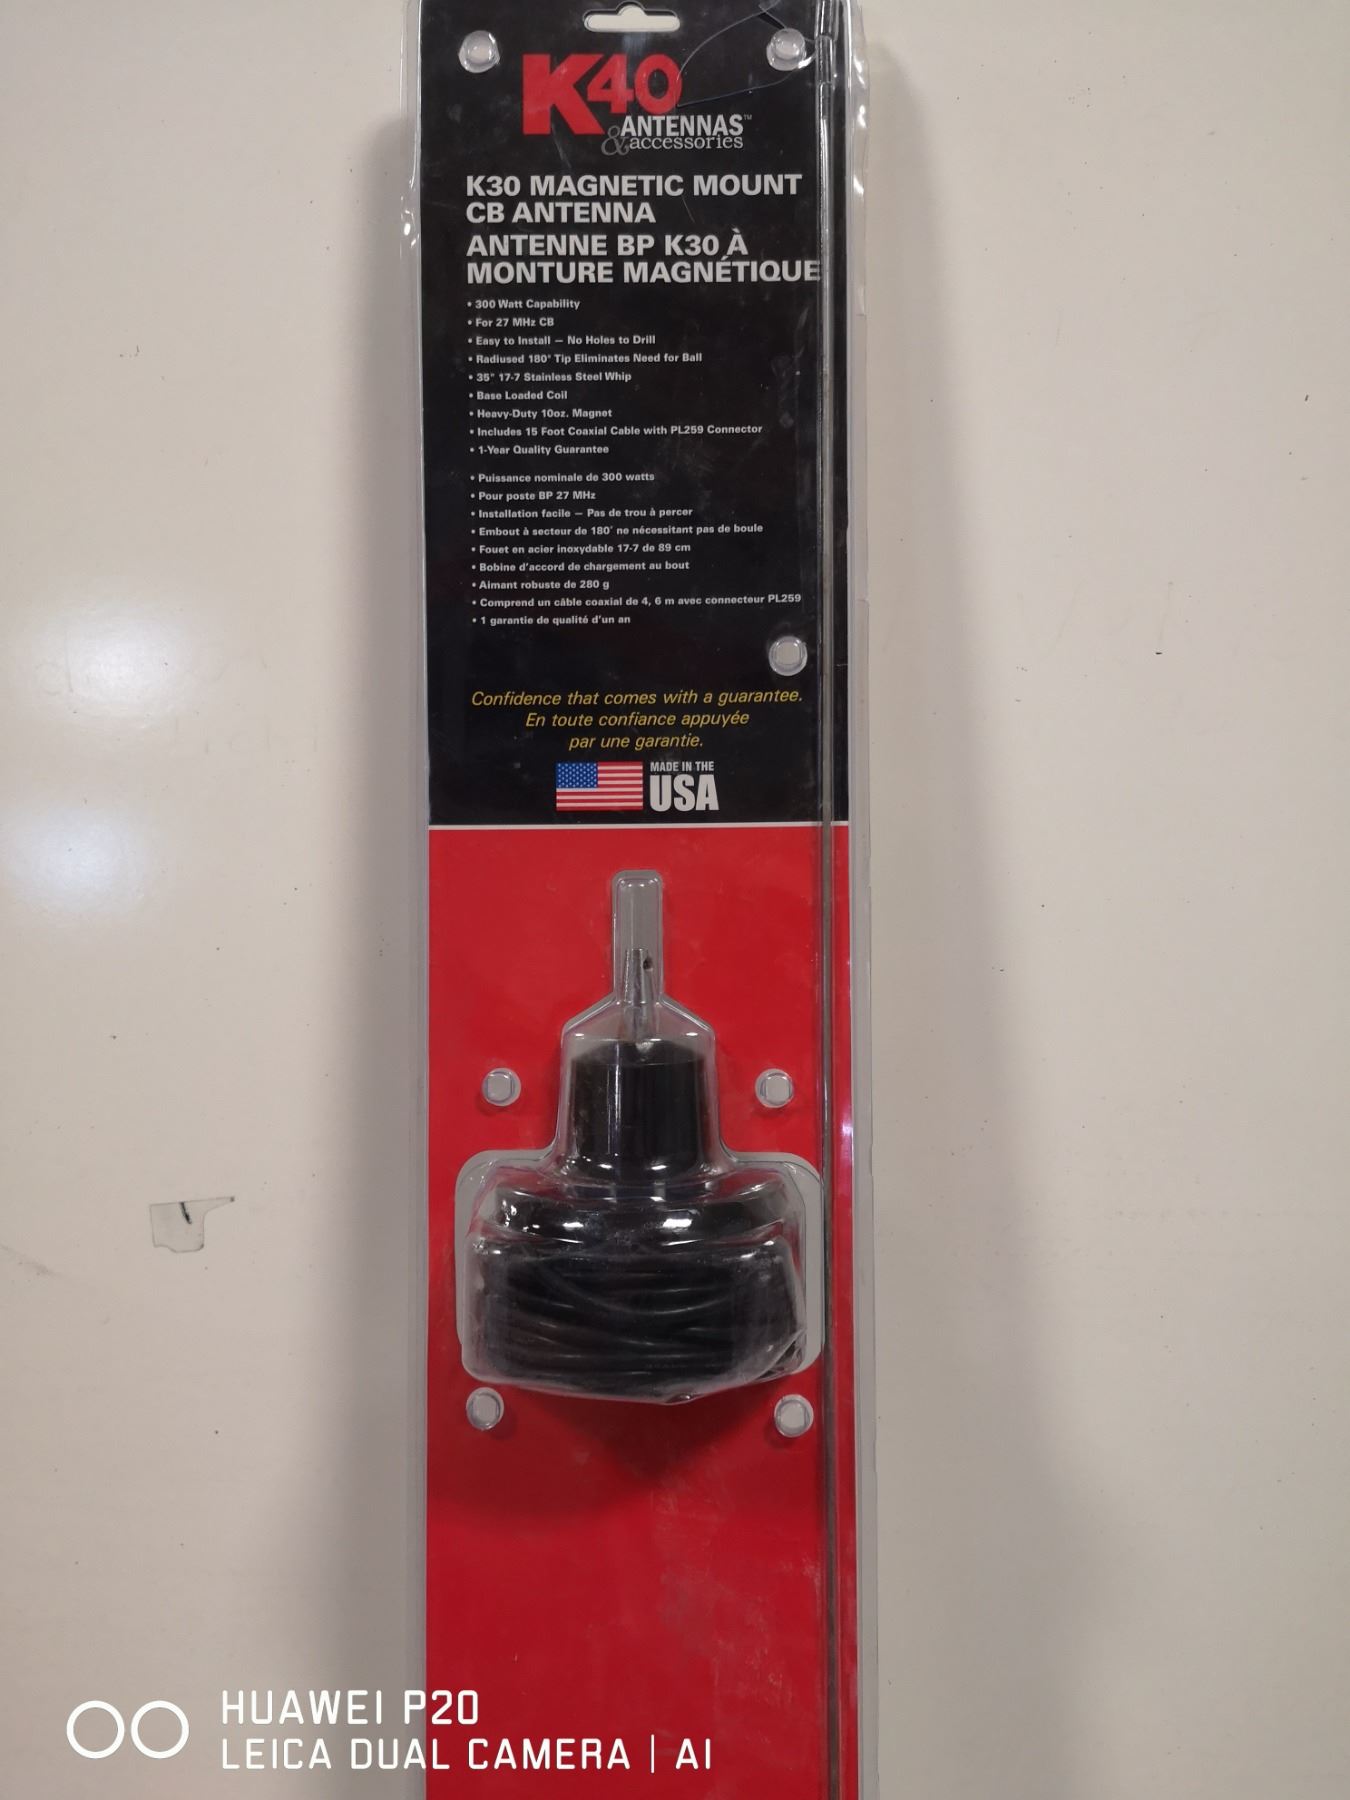 K40
ANTENNAS™
&accessories
K30 MAGNETIC MOUNT
CB ANTENNA
ANTENNE BP K30 À
MONTURE MAGNÉTIQUE
• 300 Watt Capability
• For 27 MHz CB
• Easy to Install — No Holes to Drill
• Radiused 180° Tip Eliminates Need for Ball
• 35" 17-7 Stainless Steel Whip
• Base Loaded Coil
• Heavy-Duty 10oz. Magnet
• Includes 15 Foot Coaxial Cable with PL259 Connector
• 1-Year Quality Guarantee
• Puissance nominale de 300 watts
• Pour poste BP 27 MHz
• Installation facile — Pas de trou à percer
• Embout à secteur de 180° ne nécessitant pas de boule
• Fouet en acier inoxydable 17-7 de 89 cm
• Bobine d'accord de chargement au bout
• Aimant robuste de 280 g
• Comprend un câble coaxial de 4, 6 m avec connecteur PL259
• 1 garantie de qualité d'un an
Confidence that comes with a guarantee.
En toute confiance appuyée
par une garantie.
MADE IN THE
USA
HUAWEI P20
LEICA DUAL CAMERA | AI